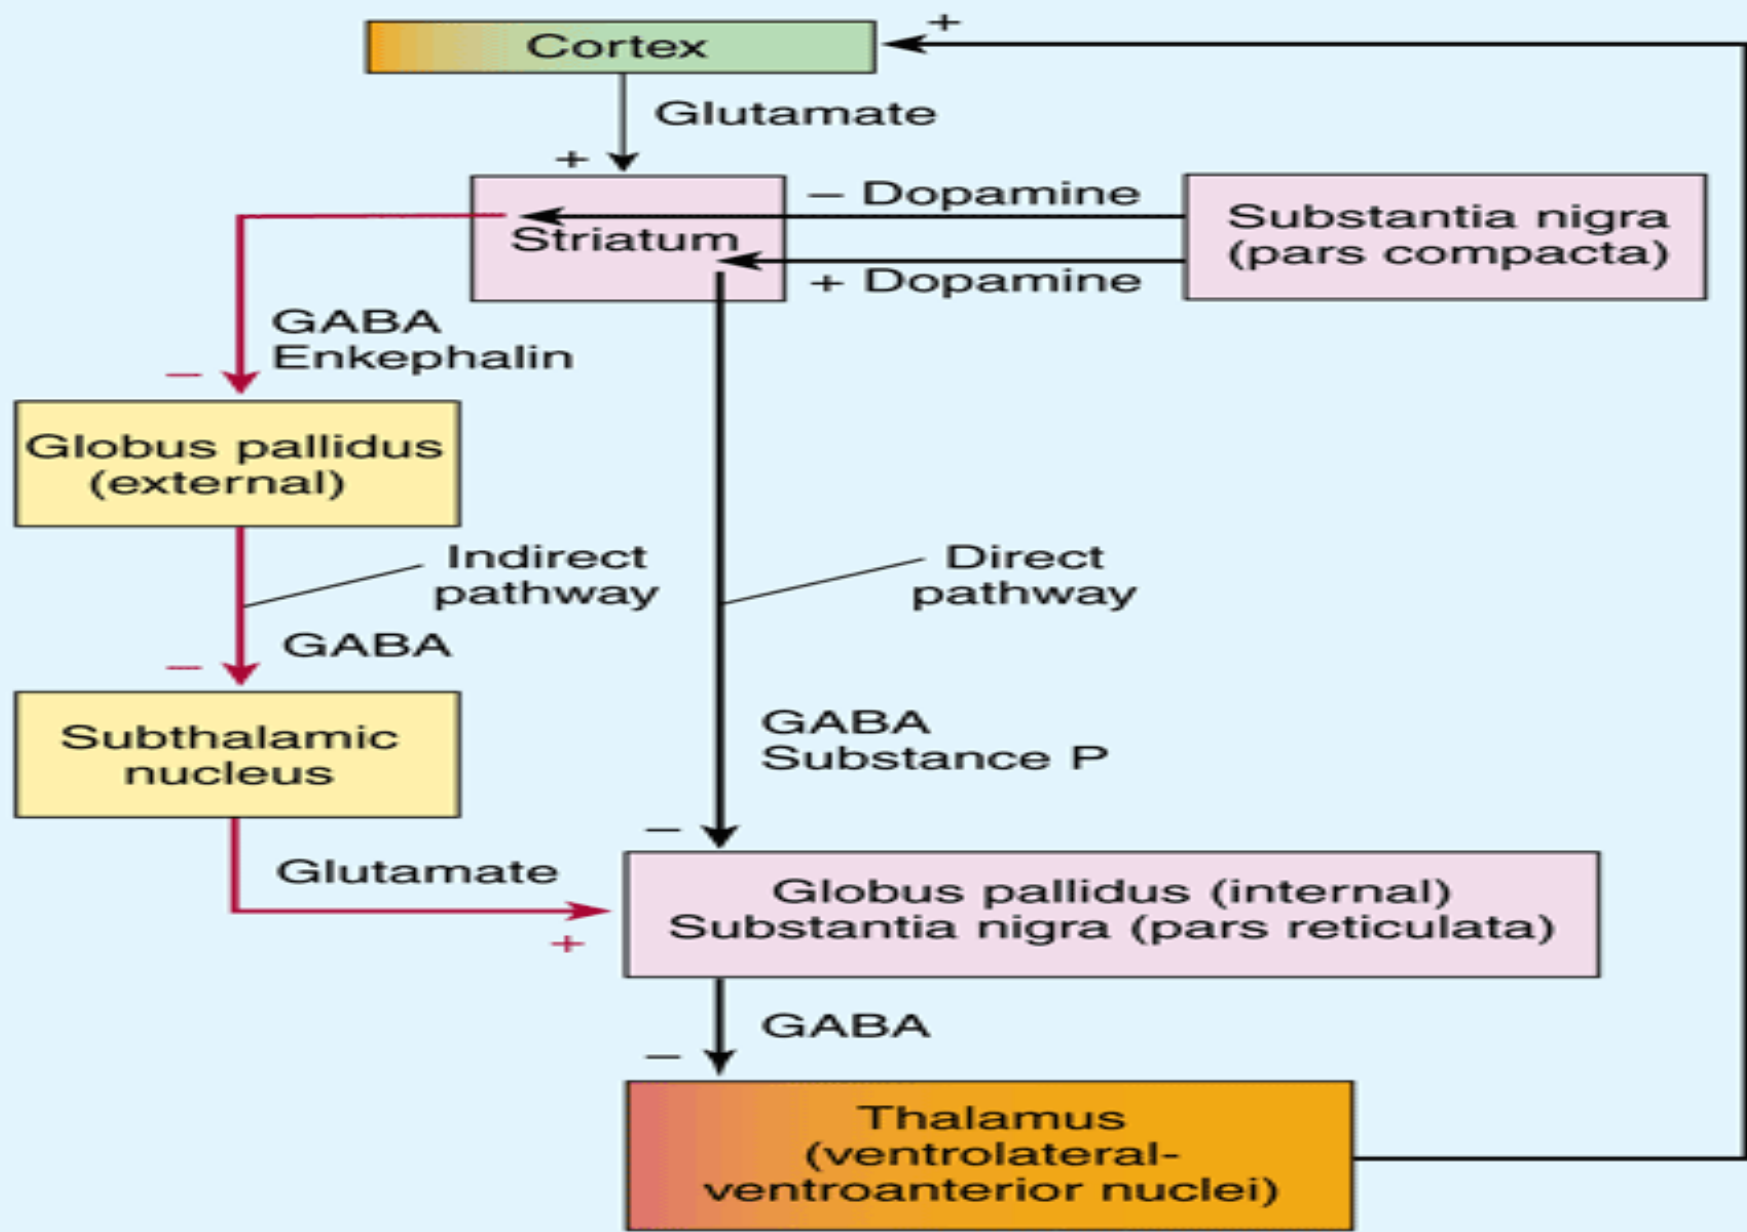 +
Cortex
Glutamate
+
– Dopamine
Striatum
+ Dopamine
Substantia nigra
(pars compacta)
GABA
Enkephalin
–
Globus pallidus
(external)
Indirect
pathway
Direct
pathway
GABA
–
Subthalamic
nucleus
GABA
Substance P
–
Glutamate
+
Globus pallidus (internal)
Substantia nigra (pars reticulata)
GABA
–
Thalamus
(ventrolateral-
ventroanterior nuclei)